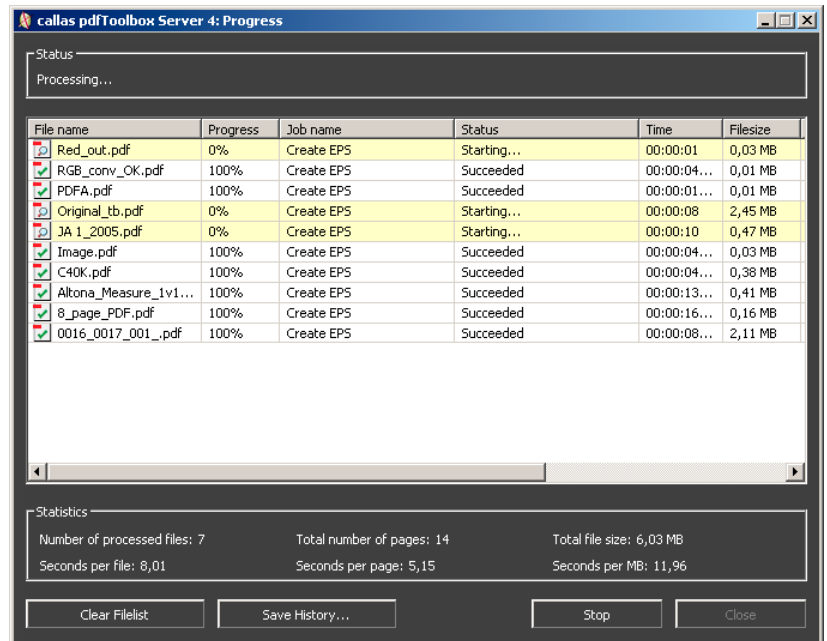 callas pdfToolbox Server 4: Progress
Status
Processing...
File name Progress Job name Status Time Filesize
Red_out.pdf 0% Create EPS Starting... 00:00:01 0,03 MB
RGB_conv_OK.pdf 100% Create EPS Succeeded 00:00:04... 0,01 MB
PDFA.pdf 100% Create EPS Succeeded 00:00:01... 0,01 MB
Original_tb.pdf 0% Create EPS Starting... 00:00:08 2,45 MB
JA 1_2005.pdf 0% Create EPS Starting... 00:00:10 0,47 MB
Image.pdf 100% Create EPS Succeeded 00:00:04... 0,03 MB
C40K.pdf 100% Create EPS Succeeded 00:00:04... 0,38 MB
Altona_Measure_1v1... 100% Create EPS Succeeded 00:00:13... 0,41 MB
8_page_PDF.pdf 100% Create EPS Succeeded 00:00:16... 0,16 MB
0016_0017_001_.pdf 100% Create EPS Succeeded 00:00:08... 2,11 MB
Statistics
Number of processed files: 7 Total number of pages: 14 Total file size: 6,03 MB
Seconds per file: 8,01 Seconds per page: 5,15 Seconds per MB: 11,96
Clear Filelist Save History... Stop Close